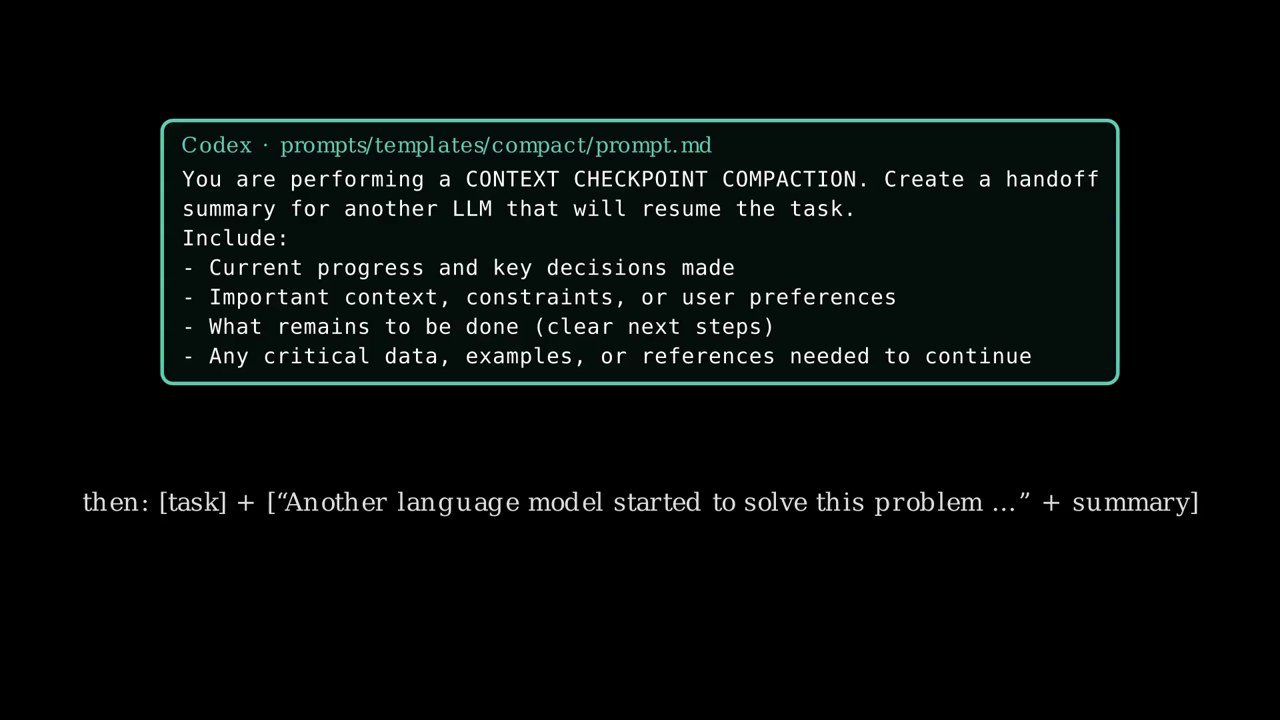 Codex · prompts/templates/compact/prompt.md
You are performing a CONTEXT CHECKPOINT COMPACTION. Create a handoff
summary for another LLM that will resume the task.
Include:
- Current progress and key decisions made
- Important context, constraints, or user preferences
- What remains to be done (clear next steps)
- Any critical data, examples, or references needed to continue
then: [task] + [“Another language model started to solve this problem …” + summary]